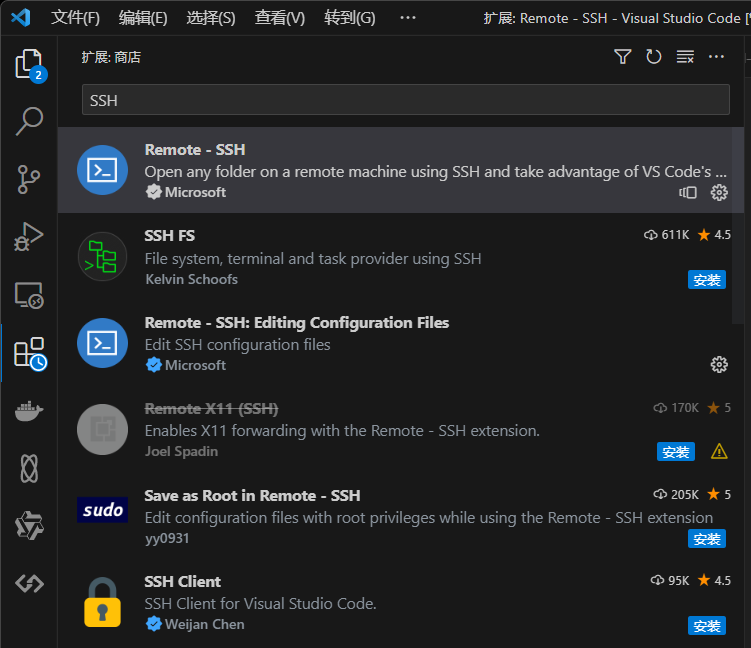 文件(F) 编辑(E) 选择(S) 查看(V) 转到(G) ··· 扩展: Remote - SSH - Visual Studio Code [
扩展: 商店
2
SSH
Remote - SSH
Open any folder on a remote machine using SSH and take advantage of VS Code's ...
Microsoft
SSH FS 611K 4.5
File system, terminal and task provider using SSH
Kelvin Schoofs 安装
Remote - SSH: Editing Configuration Files
Edit SSH configuration files
Microsoft
Remote X11 (SSH) 170K 5
Enables X11 forwarding with the Remote - SSH extension.
Joel Spadin 安装
sudo
Save as Root in Remote - SSH 205K 5
Edit configuration files with root privileges while using the Remote - SSH extension
yy0931 安装
SSH Client 95K 4.5
SSH Client for Visual Studio Code.
Weijan Chen 安装